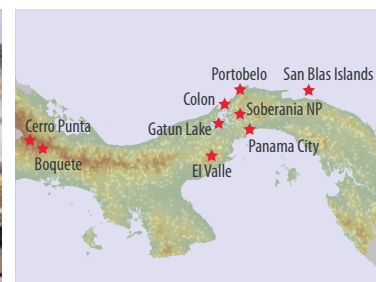 Portobelo
San Blas Islands
Colon
Soberania NP
Gatun Lake
Cerro Punta
Panama City
Boquete
El Valle